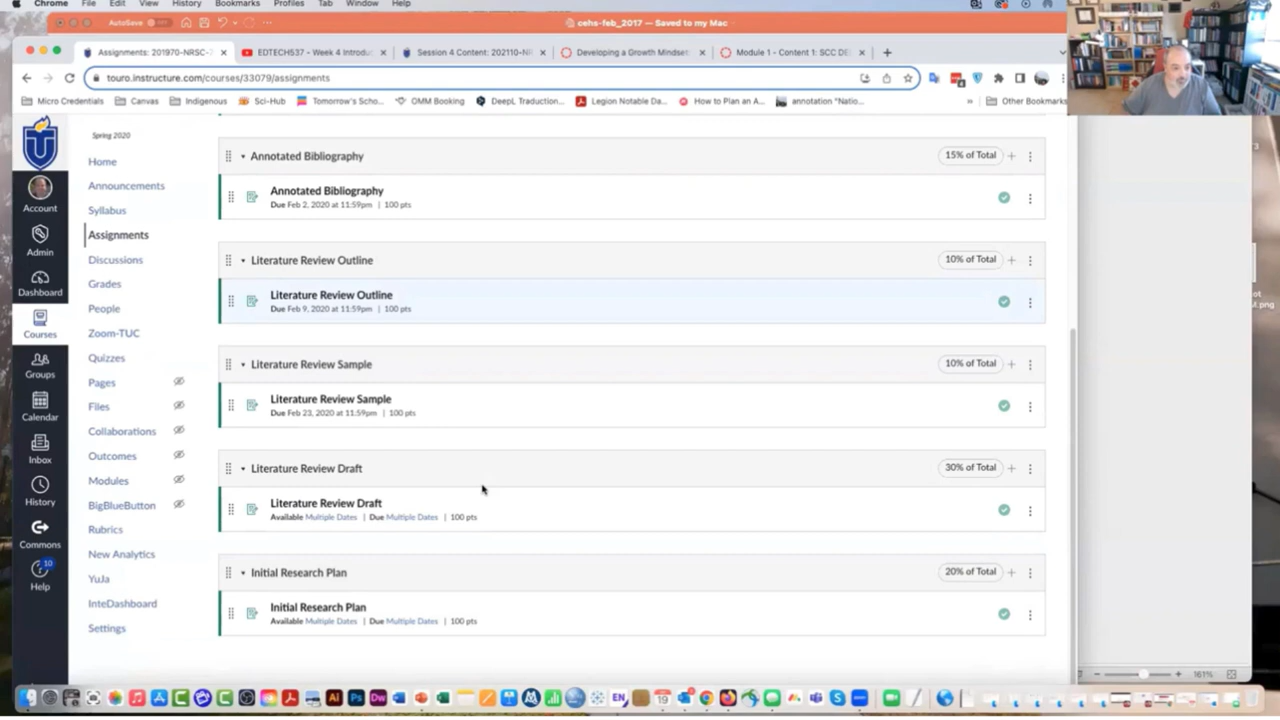 Chrome File Edit View History Bookmarks Profiles Tab Window Help
AutoSave cehs-feb_2017 — Saved to my Mac
Assignments: 201970-NRSC- EDTECH537 - Week 4 Introduc Session 4 Content: 202110-NR Developing a Growth Mindset: Module 1 - Content 1: SCC DE
touro.instructure.com/courses/33079/assignments
Micro Credentials Canvas Indigenous Sci-Hub Tomorrow's Scho... OMM Booking DeepL Traduction... Legion Notable Da... How to Plan an A... annotation "Natio... » Other Bookmarks
Spring 2020
Home
Announcements
Syllabus
Assignments
Discussions
Grades
People
Zoom-TUC
Quizzes
Pages
Files
Collaborations
Outcomes
Modules
BigBlueButton
Rubrics
New Analytics
YuJa
InteDashboard
Settings
Account
Admin
Dashboard
Courses
Groups
Calendar
Inbox
History
Commons
10
Help
Annotated Bibliography 15% of Total
Annotated Bibliography
Due Feb 2, 2020 at 11:59pm | 100 pts
Literature Review Outline 10% of Total
Literature Review Outline
Due Feb 9, 2020 at 11:59pm | 100 pts
Literature Review Sample 10% of Total
Literature Review Sample
Due Feb 23, 2020 at 11:59pm | 100 pts
Literature Review Draft 30% of Total
Literature Review Draft
Available Multiple Dates | Due Multiple Dates | 100 pts
Initial Research Plan 20% of Total
Initial Research Plan
Available Multiple Dates | Due Multiple Dates | 100 pts
161%